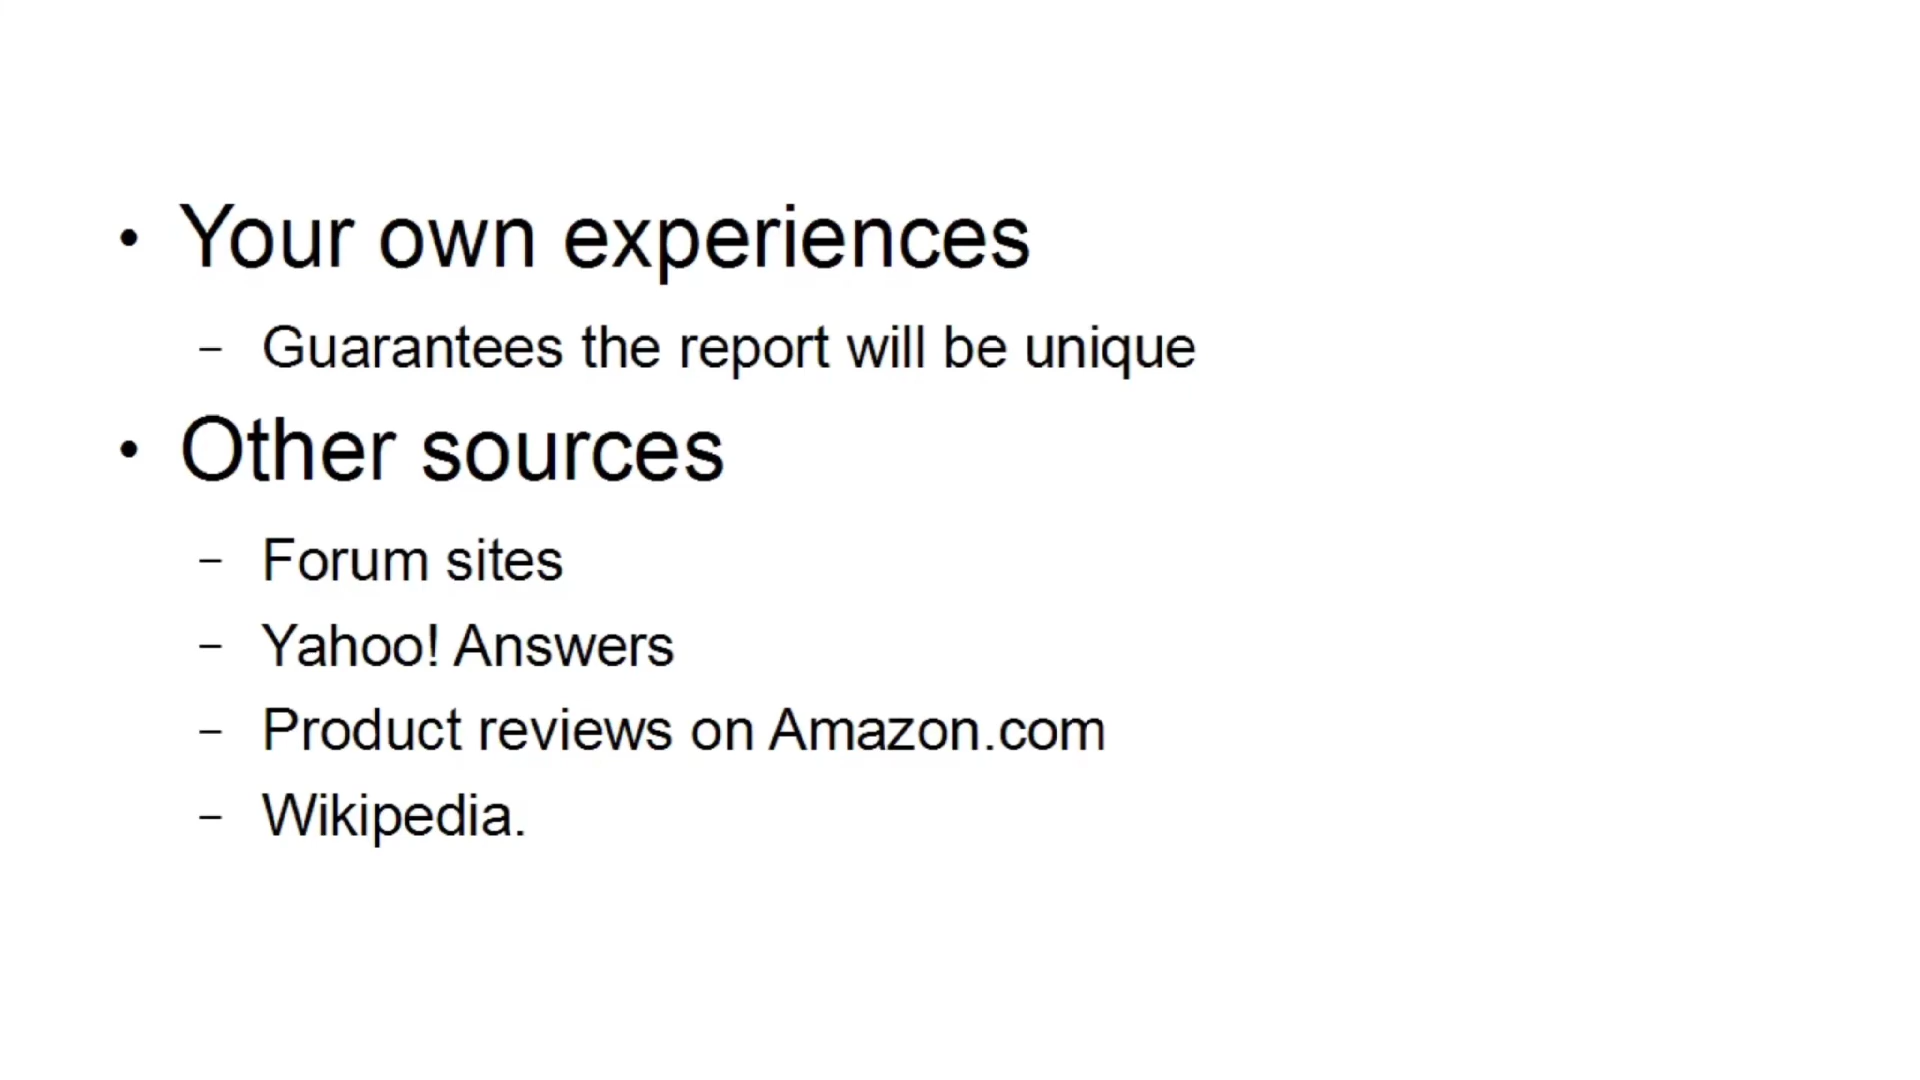 • Your own experiences
– Guarantees the report will be unique
• Other sources
– Forum sites
– Yahoo! Answers
– Product reviews on Amazon.com
– Wikipedia.